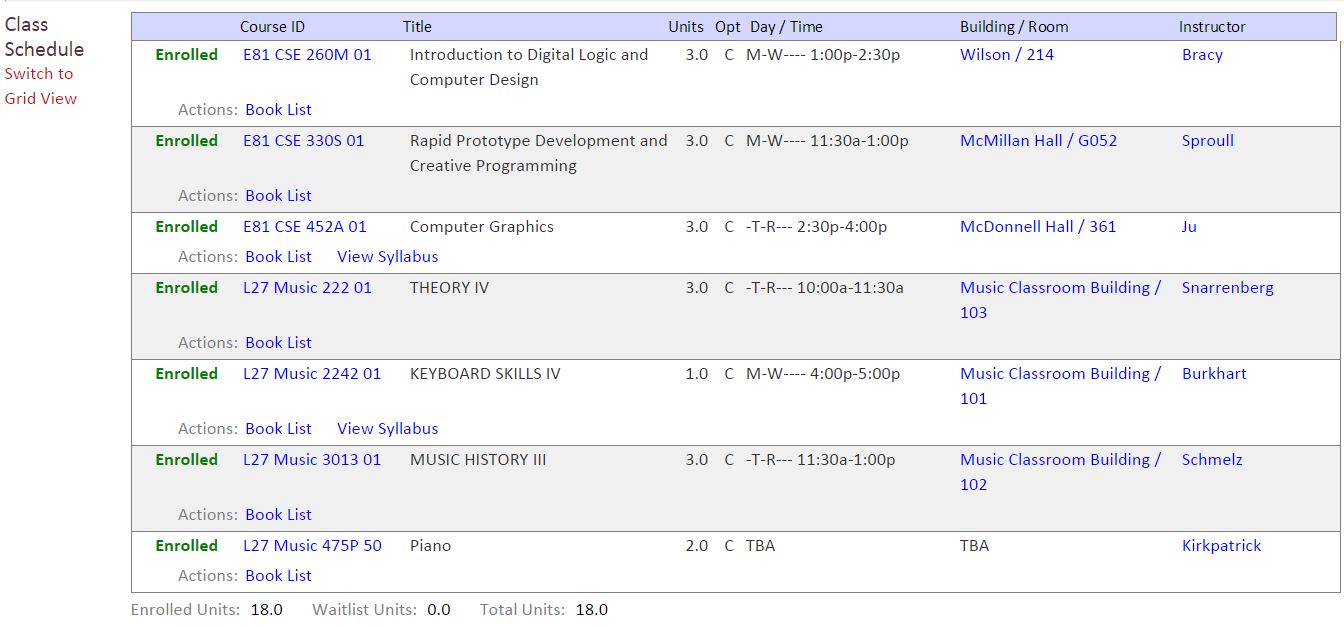 Class
Schedule
Switch to
Grid View
Course ID Title Units Opt Day / Time Building / Room Instructor
Enrolled E81 CSE 260M 01 Introduction to Digital Logic and 3.0 C M-W---- 1:00p-2:30p Wilson / 214 Bracy
Computer Design
Actions: Book List
Enrolled E81 CSE 330S 01 Rapid Prototype Development and 3.0 C M-W---- 11:30a-1:00p McMillan Hall / G052 Sproull
Creative Programming
Actions: Book List
Enrolled E81 CSE 452A 01 Computer Graphics 3.0 C -T-R--- 2:30p-4:00p McDonnell Hall / 361 Ju
Actions: Book List View Syllabus
Enrolled L27 Music 222 01 THEORY IV 3.0 C -T-R--- 10:00a-11:30a Music Classroom Building / Snarrenberg
103
Actions: Book List
Enrolled L27 Music 2242 01 KEYBOARD SKILLS IV 1.0 C M-W---- 4:00p-5:00p Music Classroom Building / Burkhart
101
Actions: Book List View Syllabus
Enrolled L27 Music 3013 01 MUSIC HISTORY III 3.0 C -T-R--- 11:30a-1:00p Music Classroom Building / Schmelz
102
Actions: Book List
Enrolled L27 Music 475P 50 Piano 2.0 C TBA TBA Kirkpatrick
Actions: Book List
Enrolled Units: 18.0 Waitlist Units: 0.0 Total Units: 18.0